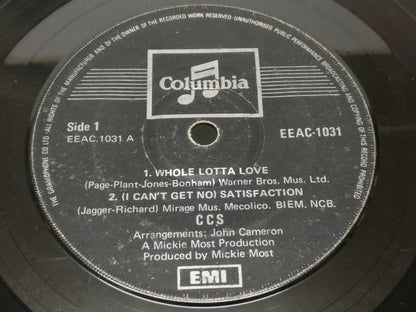 ALL RIGHTS OF THE MANUFACTURER AND OF THE OWNER OF THE RECORDED WORK RESERVED · UNAUTHORISED PUBLIC PERFORMANCE BROADCASTING AND COPYING OF THIS RECORD PROHIBITED
THE GRAMOPHONE CO LTD
Columbia
Side 1
EEAC.1031 A
EEAC-1031
1. WHOLE LOTTA LOVE
(Page-Plant-Jones-Bonham) Warner Bros. Mus. Ltd.
2. (I CAN'T GET NO) SATISFACTION
(Jagger-Richard) Mirage Mus. Mecolico. BIEM. NCB.
CCS
Arrangements: John Cameron
A Mickie Most Production
Produced by Mickie Most
EMI